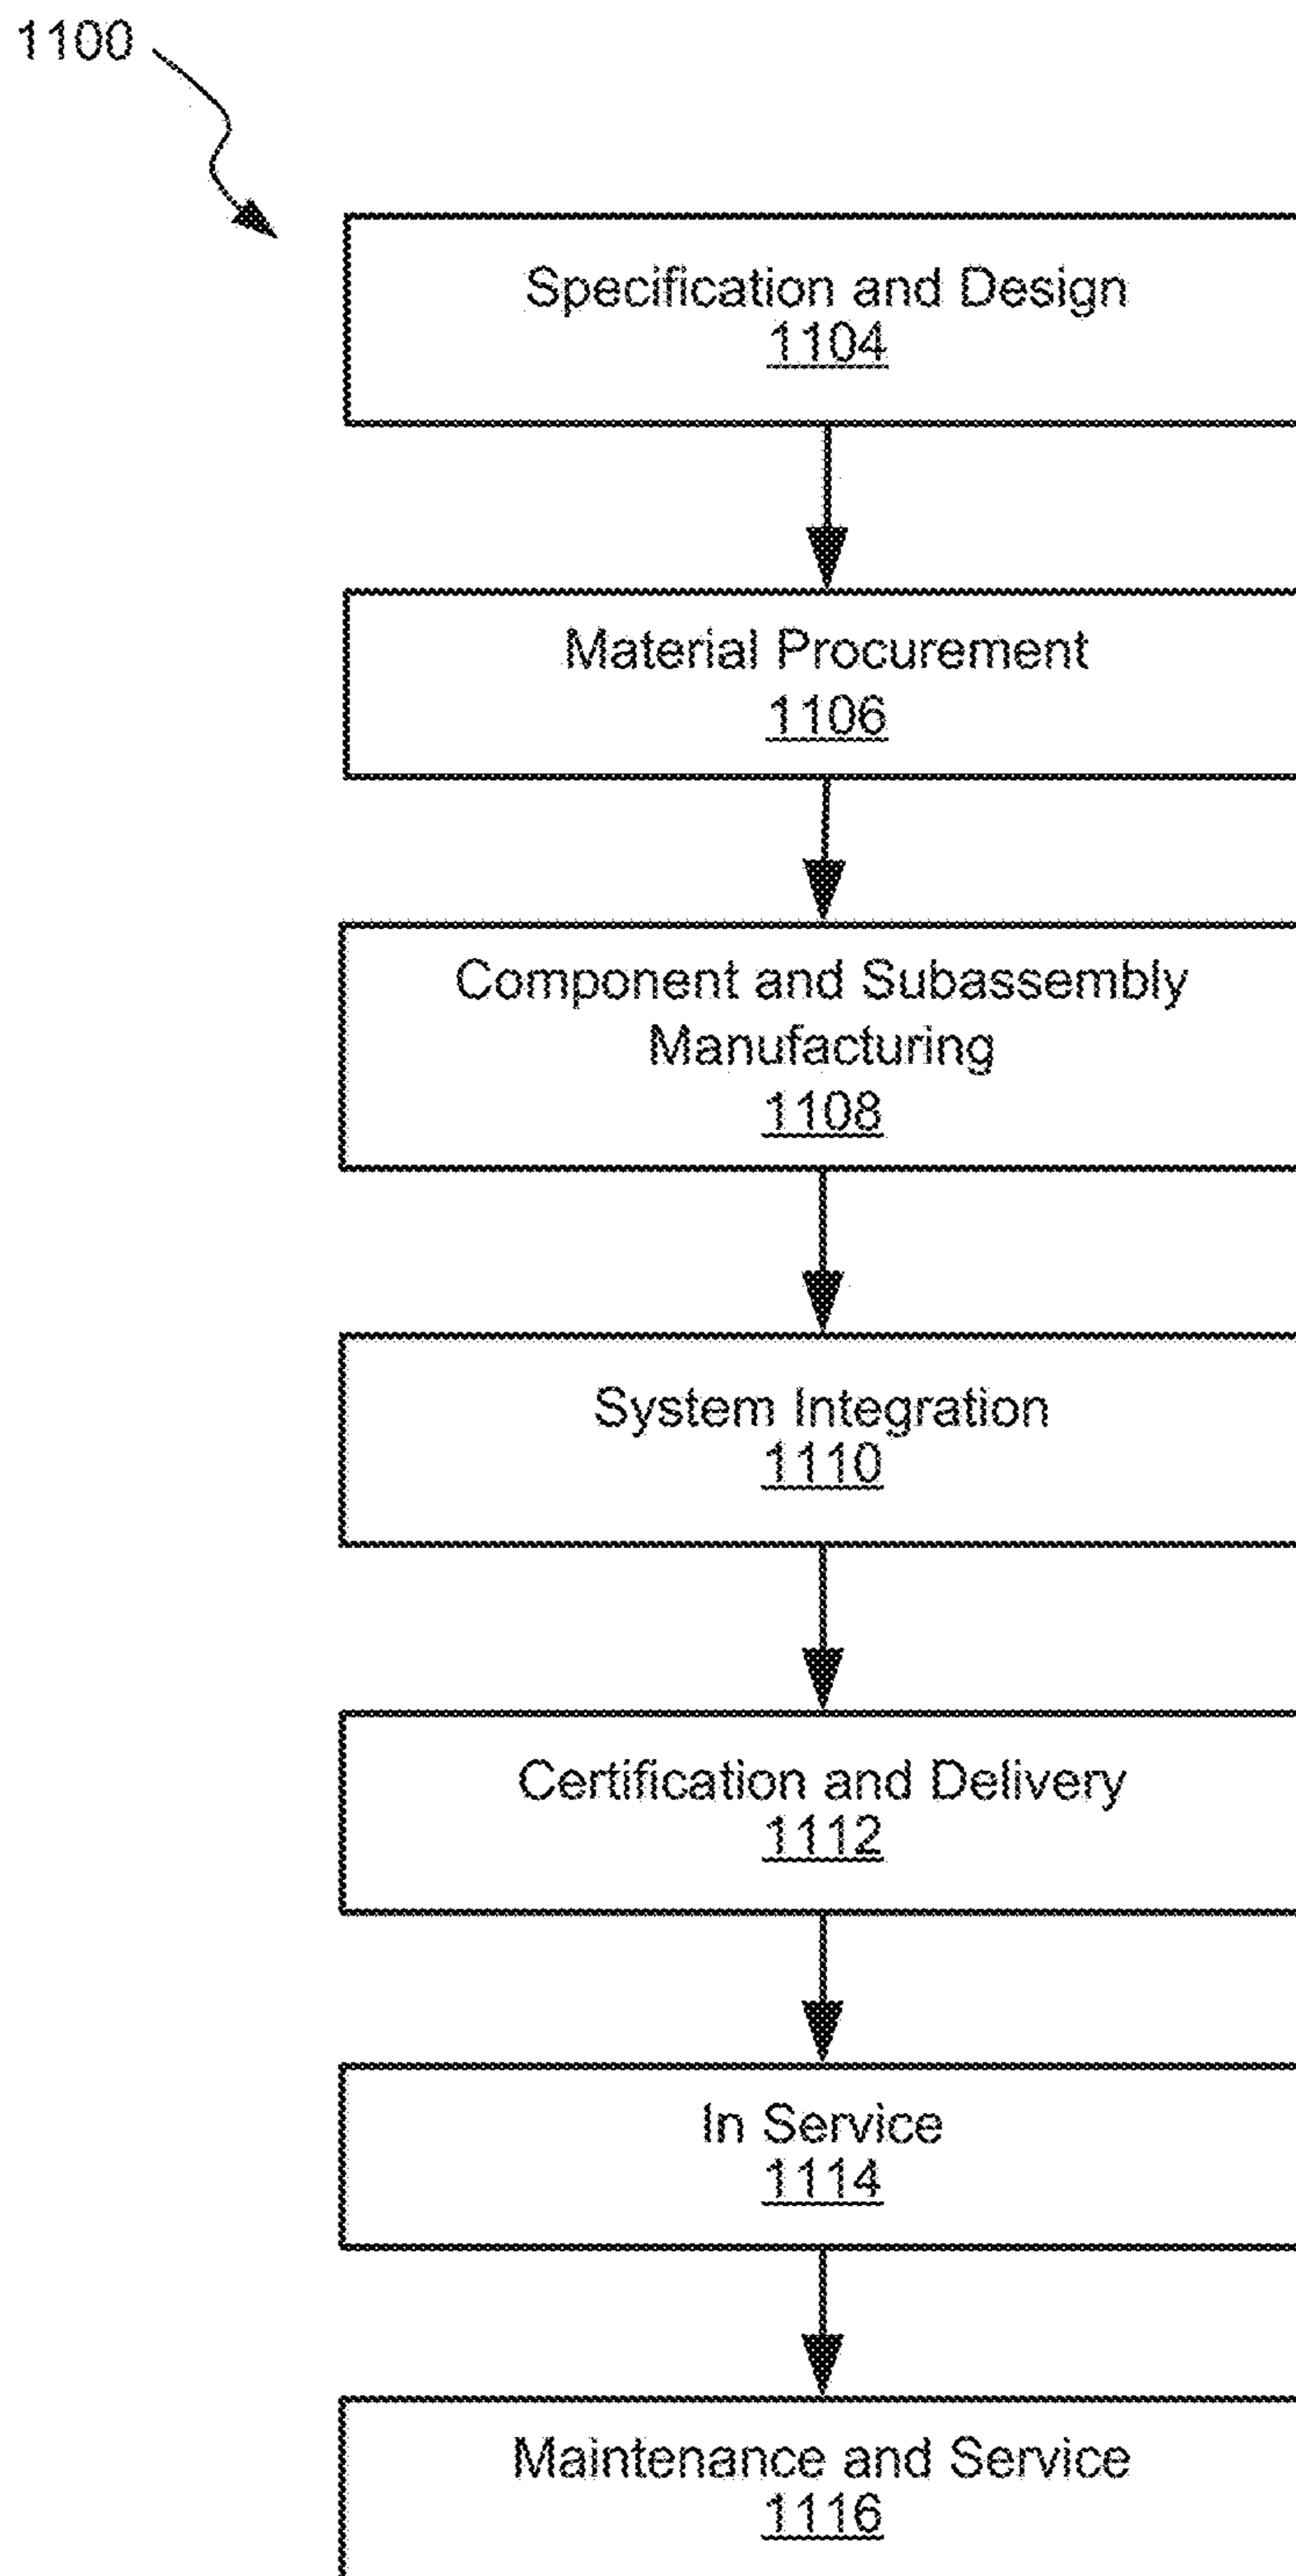 1100
Specification and Design
1104
Material Procurement
1106
Component and Subassembly
Manufacturing
1108
System Integration
1110
Certification and Delivery
1112
In Service
1114
Maintenance and Service
1116